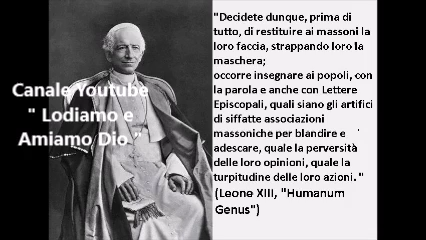 Canale Youtube
" Lodiamo e
Amiamo Dio "
"Decidete dunque, prima di
tutto, di restituire ai massoni la
loro faccia, strappando loro la
maschera;
occorre insegnare ai popoli, con
la parola e anche con Lettere
Episcopali, quali siano gli artifici
di siffatte associazioni
massoniche per blandire e
adescare, quale la perversità
delle loro opinioni, quale la
turpitudine delle loro azioni. "
(Leone XIII, "Humanum
Genus")